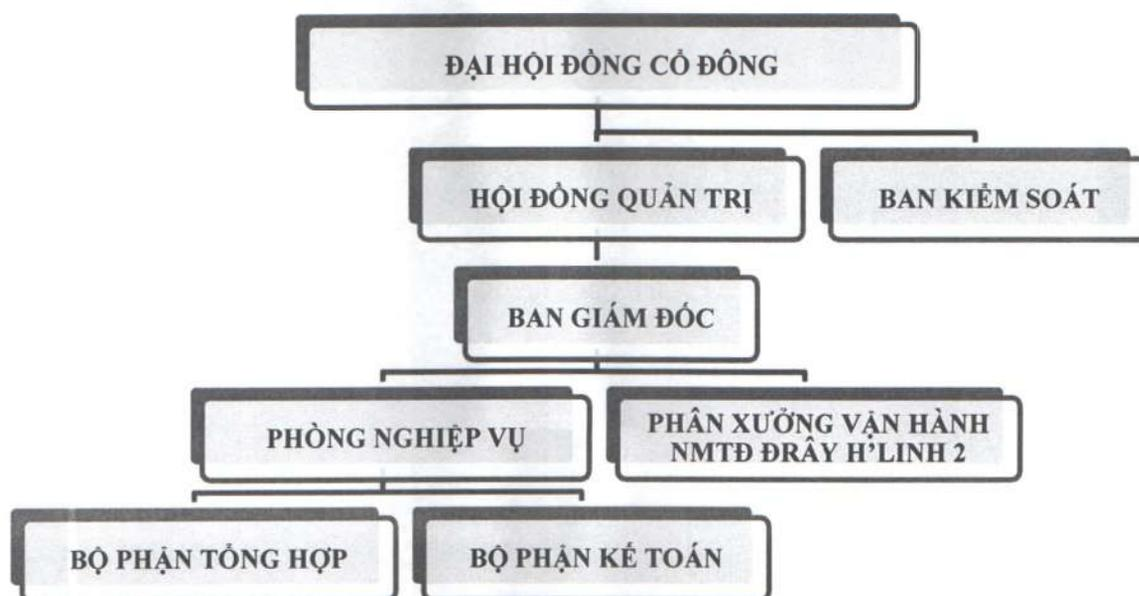 ĐẠI HỘI ĐỒNG CỔ ĐÔNG
HỘI ĐỒNG QUẢN TRỊ
BAN KIỂM SOÁT
BAN GIÁM ĐỐC
PHÒNG NGHIỆP VỤ
PHÂN XƯỞNG VẬN HÀNH
NMTĐ ĐRÂY H'LINH 2
BỘ PHẬN TỔNG HỢP
BỘ PHẬN KẾ TOÁN